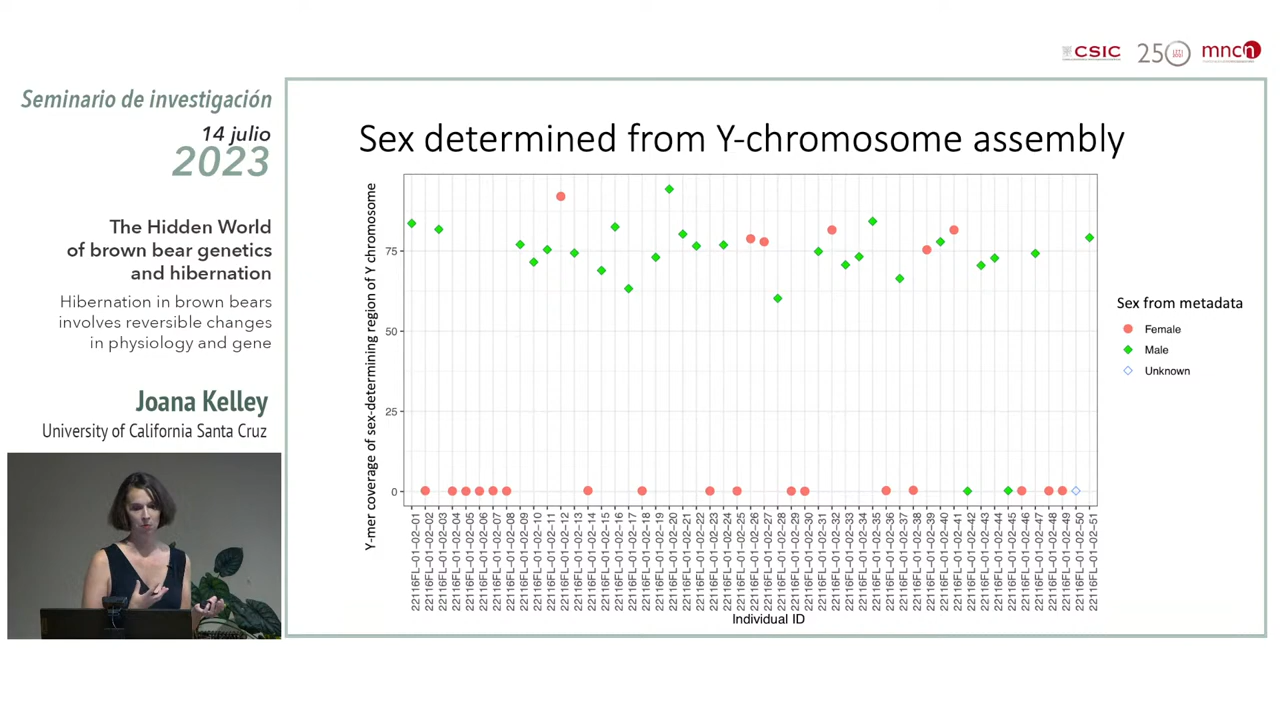 CSIC
250
mncn
Seminario de investigación
14 julio
2023
The Hidden World
of brown bear genetics
and hibernation
Hibernation in brown bears
involves reversible changes
in physiology and gene
Joana Kelley
University of California Santa Cruz
Sex determined from Y-chromosome assembly
Y-mer coverage of sex-determining region of Y chromosome
75
50
25
0
22116FL-01-02-01
22116FL-01-02-02
22116FL-01-02-03
22116FL-01-02-04
22116FL-01-02-05
22116FL-01-02-06
22116FL-01-02-07
22116FL-01-02-08
22116FL-01-02-09
22116FL-01-02-10
22116FL-01-02-11
22116FL-01-02-12
22116FL-01-02-13
22116FL-01-02-14
22116FL-01-02-15
22116FL-01-02-16
22116FL-01-02-17
22116FL-01-02-18
22116FL-01-02-19
22116FL-01-02-20
22116FL-01-02-21
22116FL-01-02-22
22116FL-01-02-23
22116FL-01-02-24
22116FL-01-02-25
22116FL-01-02-26
22116FL-01-02-27
22116FL-01-02-28
22116FL-01-02-29
22116FL-01-02-30
22116FL-01-02-31
22116FL-01-02-32
22116FL-01-02-33
22116FL-01-02-34
22116FL-01-02-35
22116FL-01-02-36
22116FL-01-02-37
22116FL-01-02-38
22116FL-01-02-39
22116FL-01-02-40
22116FL-01-02-41
22116FL-01-02-42
22116FL-01-02-43
22116FL-01-02-44
22116FL-01-02-45
22116FL-01-02-46
22116FL-01-02-47
22116FL-01-02-48
22116FL-01-02-49
22116FL-01-02-50
22116FL-01-02-51
Individual ID
Sex from metadata
Female
Male
Unknown